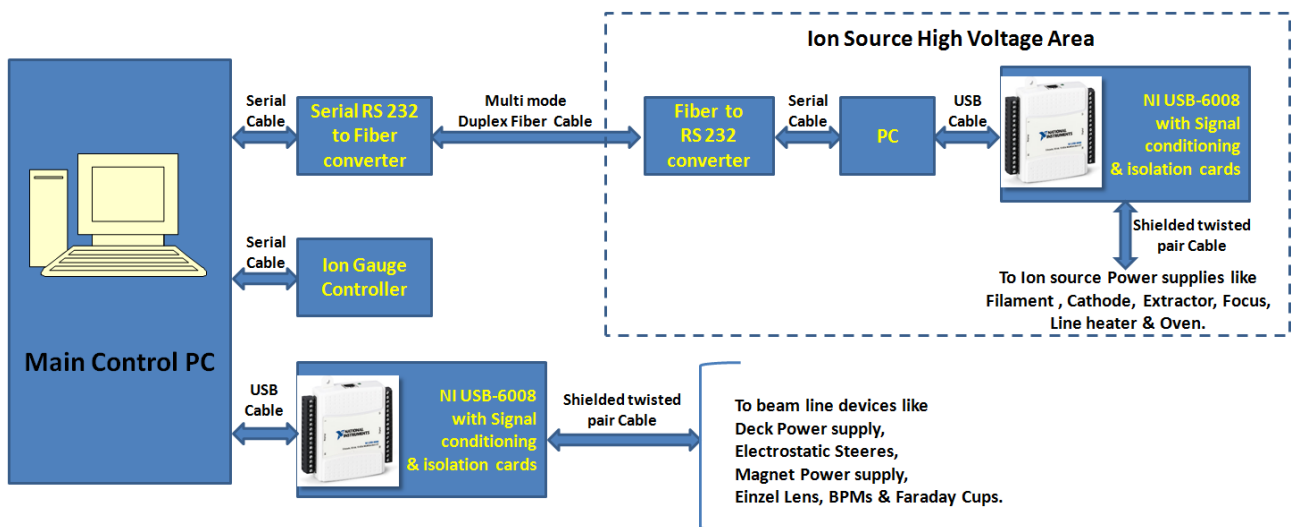 Ion Source High Voltage Area
Serial
Cable
Serial RS 232
to Fiber
converter
Multi mode
Duplex Fiber Cable
Fiber to
RS 232
converter
Serial
Cable
PC
USB
Cable
NATIONAL
INSTRUMENTS
NI USB-6008
with Signal
conditioning
& isolation cards
Shielded twisted
pair Cable
To Ion source Power supplies like
Filament , Cathode, Extractor, Focus,
Line heater & Oven.
Serial
Cable
Ion Gauge
Controller
Main Control PC
USB
Cable
NATIONAL
INSTRUMENTS
NI USB-6008
with Signal
conditioning
& isolation cards
Shielded twisted
pair Cable
To beam line devices like
Deck Power supply,
Electrostatic Steeres,
Magnet Power supply,
Einzel Lens, BPMs & Faraday Cups.